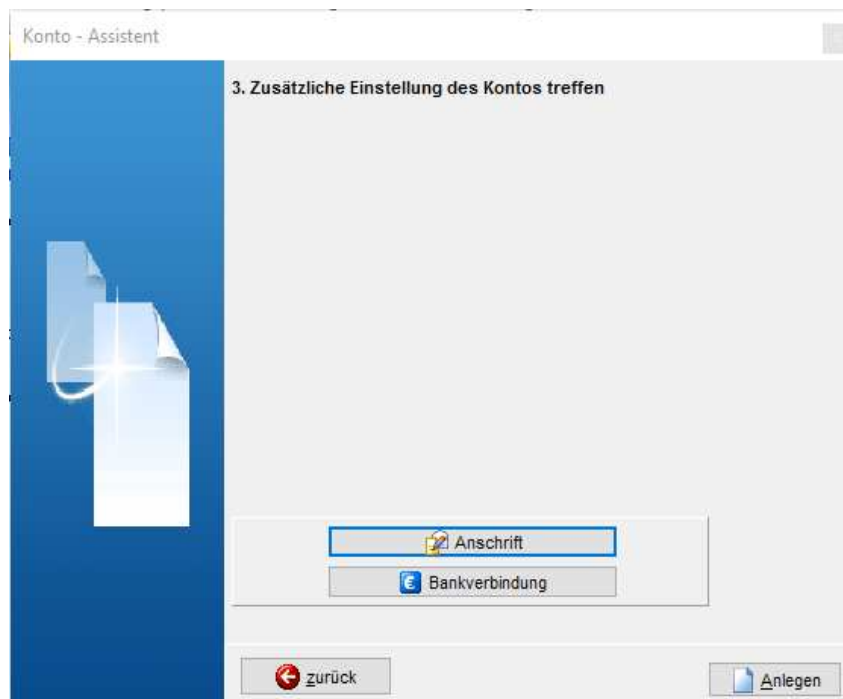 Konto - Assistent
3. Zusätzliche Einstellung des Kontos treffen
Anschrift
Bankverbindung
zurück
Anlegen